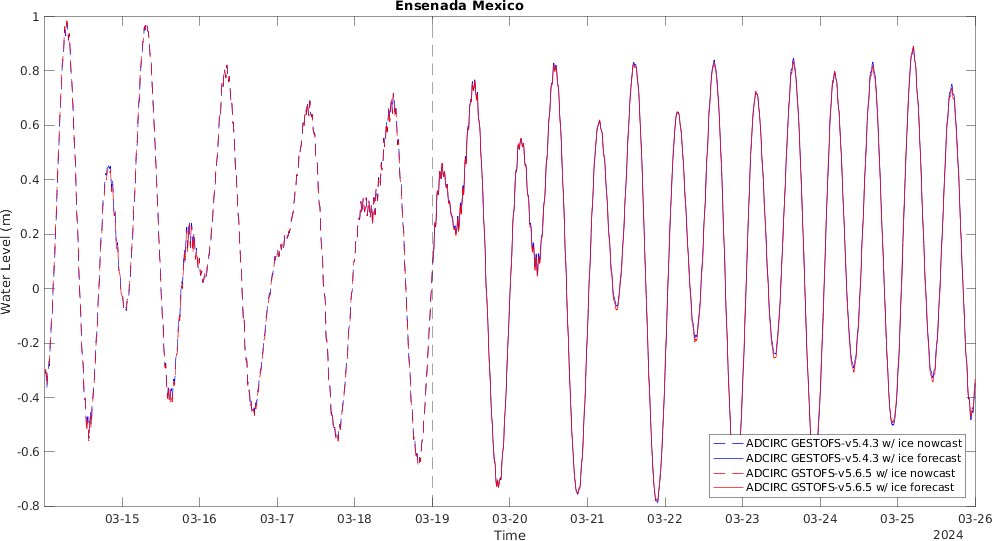 Ensenada Mexico
1
0.8
0.6
0.4
0.2
0
-0.2
-0.4
-0.6
-0.8
Water Level (m)
ADCIRC GESTOFS-v5.4.3 w/ ice nowcast
ADCIRC GESTOFS-v5.4.3 w/ ice forecast
ADCIRC GSTOFS-v5.6.5 w/ ice nowcast
ADCIRC GSTOFS-v5.6.5 w/ ice forecast
03-15 03-16 03-17 03-18 03-19 03-20 03-21 03-22 03-23 03-24 03-25 03-26
Time
2024